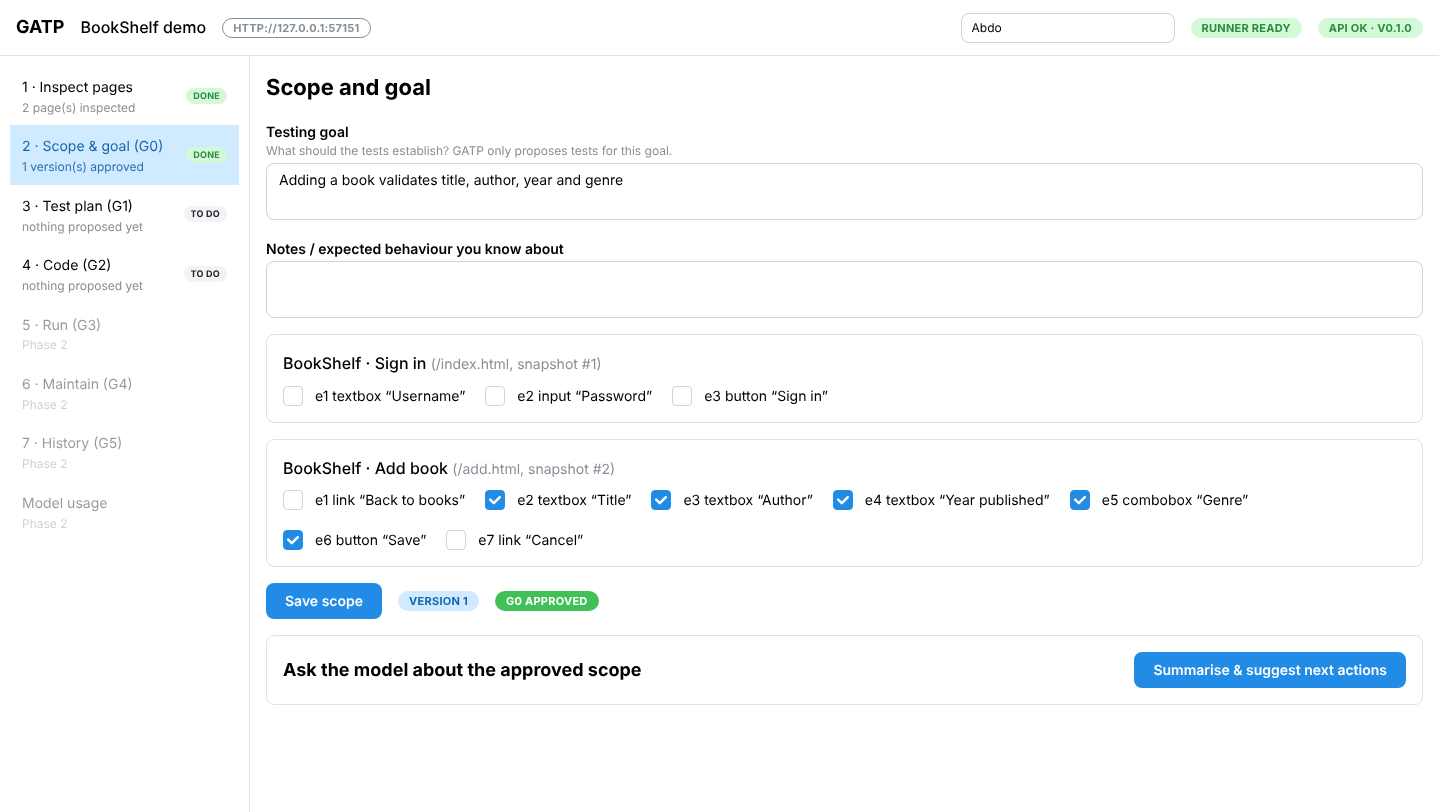 GATP BookShelf demo HTTP://127.0.0.1:57151 Abdo RUNNER READY API OK · V0.1.0
1 · Inspect pages
2 page(s) inspected
DONE
2 · Scope & goal (G0)
1 version(s) approved
DONE
3 · Test plan (G1)
nothing proposed yet
TO DO
4 · Code (G2)
nothing proposed yet
TO DO
5 · Run (G3)
Phase 2
6 · Maintain (G4)
Phase 2
7 · History (G5)
Phase 2
Model usage
Phase 2
Scope and goal
Testing goal
What should the tests establish? GATP only proposes tests for this goal.
Adding a book validates title, author, year and genre
Notes / expected behaviour you know about
BookShelf · Sign in (/index.html, snapshot #1)
e1 textbox “Username” e2 input “Password” e3 button “Sign in”
BookShelf · Add book (/add.html, snapshot #2)
e1 link “Back to books” e2 textbox “Title” e3 textbox “Author” e4 textbox “Year published” e5 combobox “Genre”
e6 button “Save” e7 link “Cancel”
Save scope VERSION 1 G0 APPROVED
Ask the model about the approved scope Summarise & suggest next actions